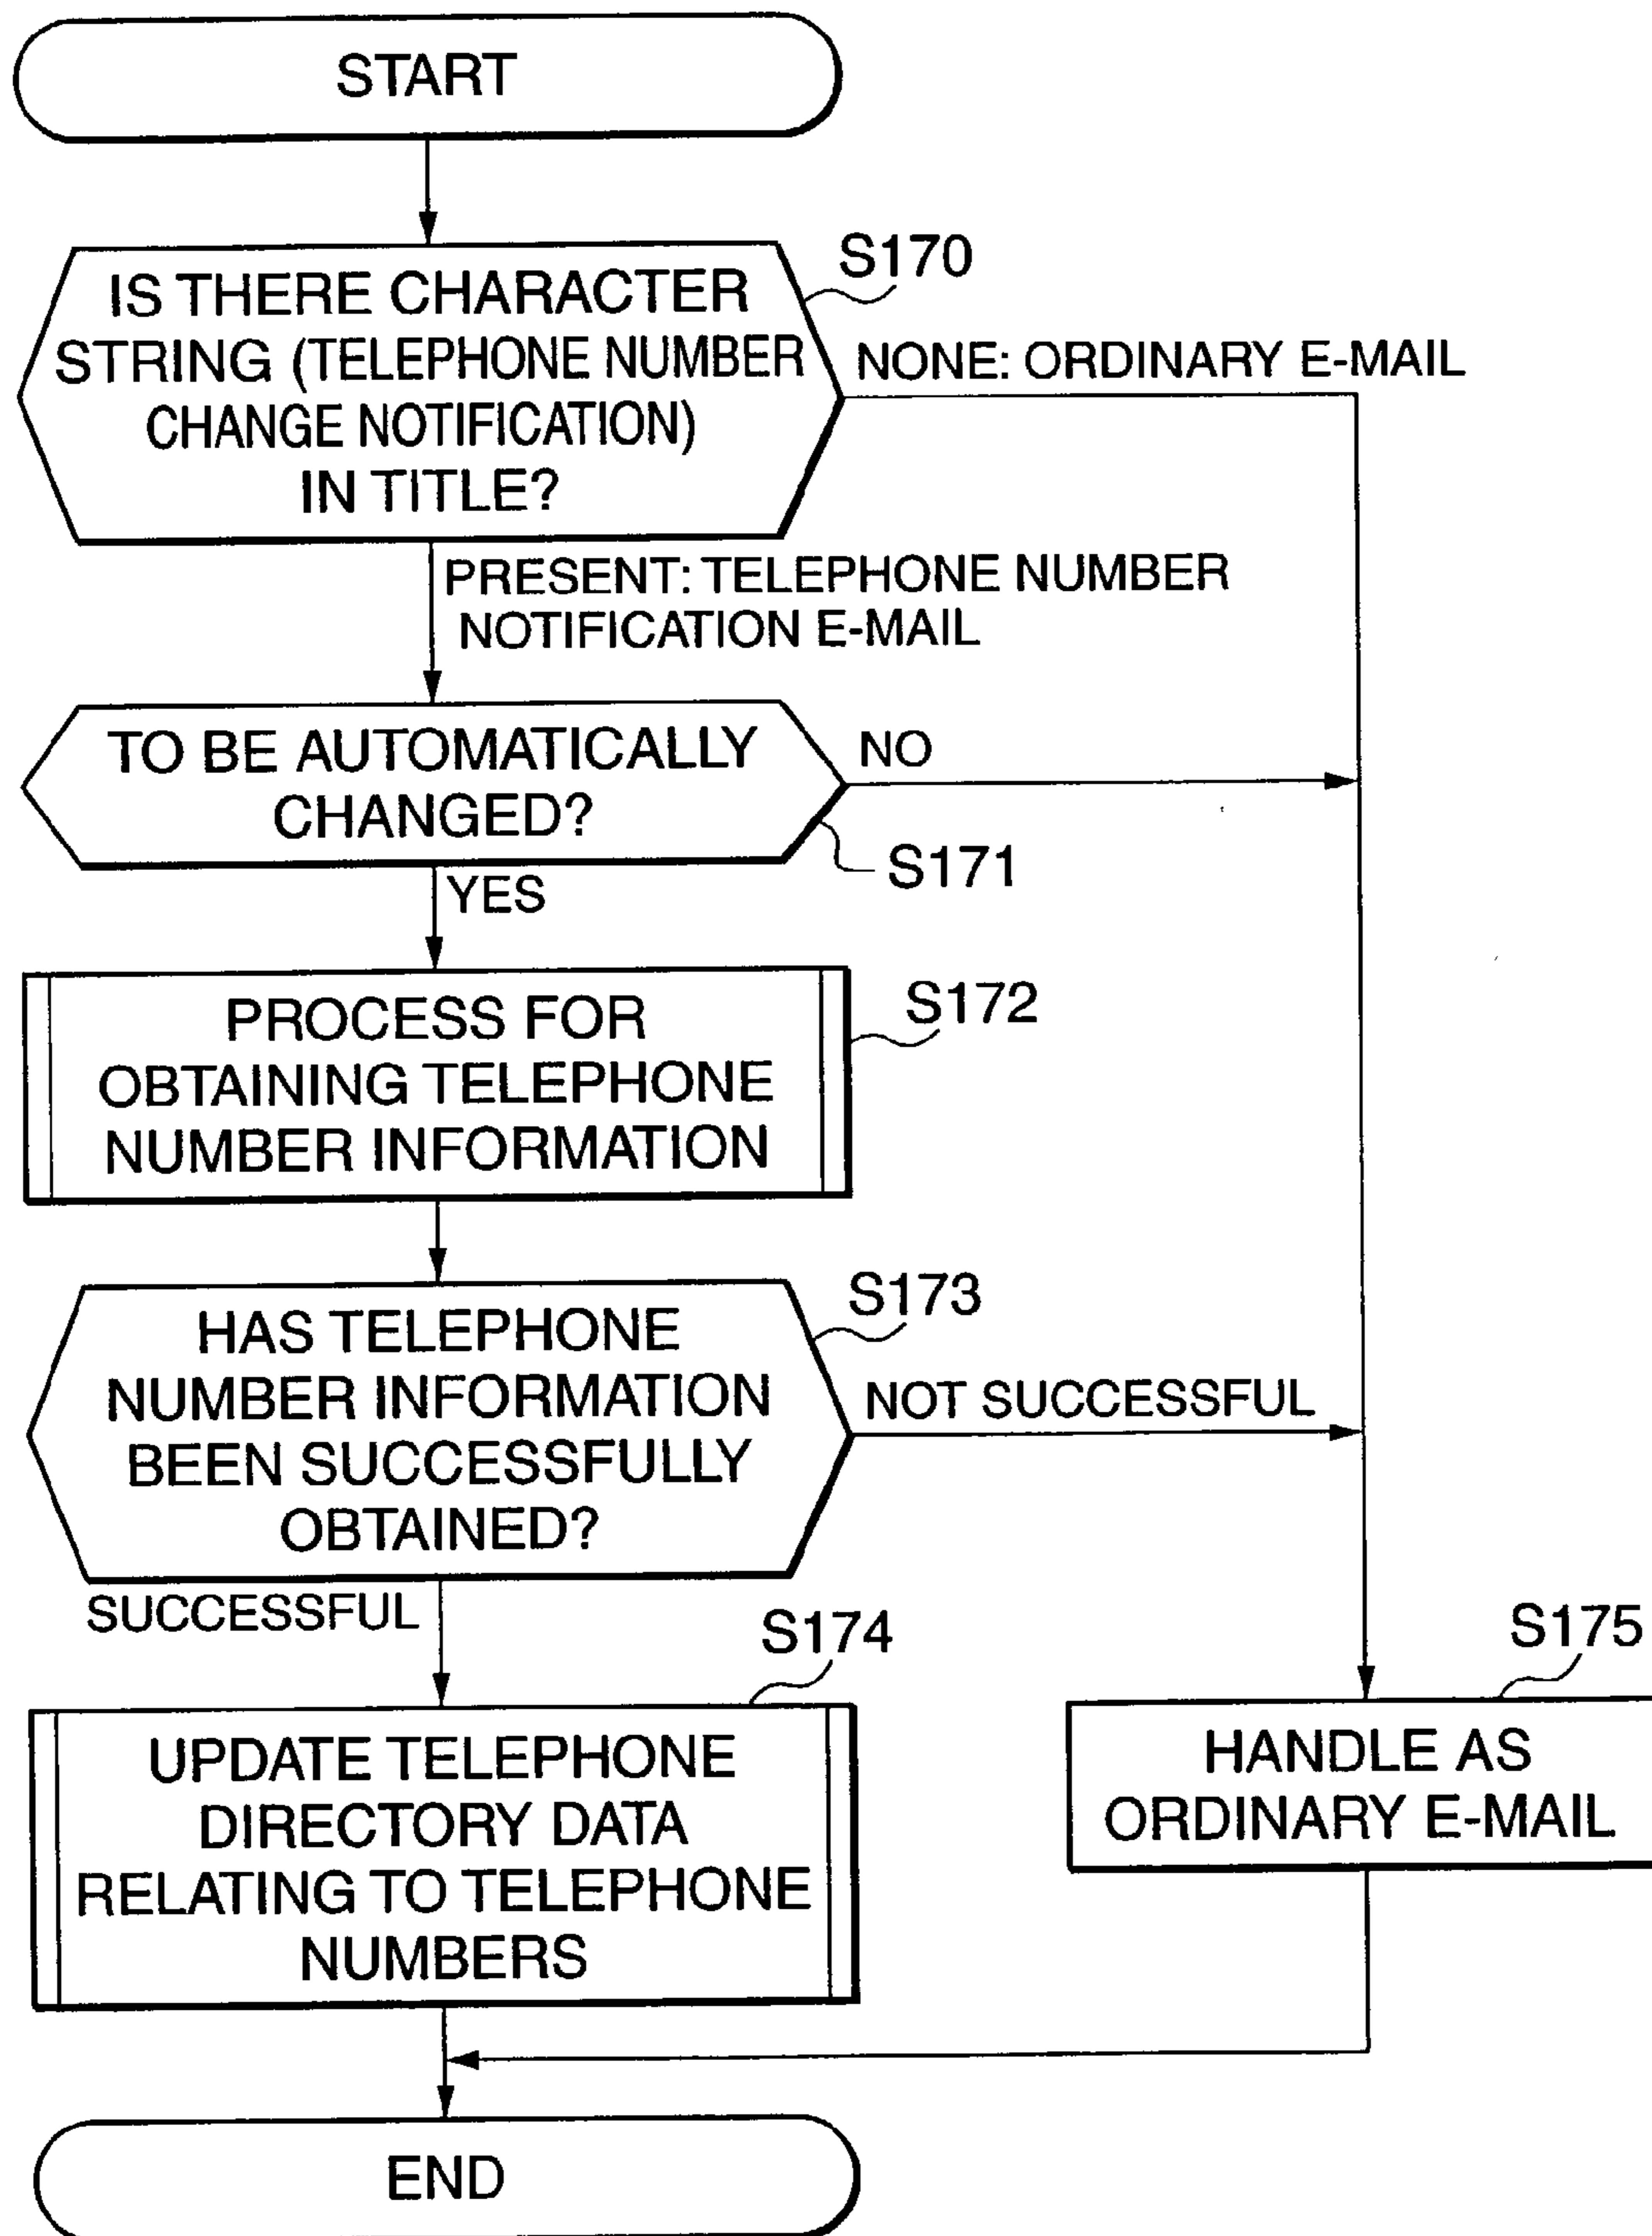 START
S170
IS THERE CHARACTER
STRING (TELEPHONE NUMBER
CHANGE NOTIFICATION)
IN TITLE?
NONE: ORDINARY E-MAIL
PRESENT: TELEPHONE NUMBER
NOTIFICATION E-MAIL
TO BE AUTOMATICALLY
CHANGED?
NO
S171
YES
PROCESS FOR
OBTAINING TELEPHONE
NUMBER INFORMATION
S172
HAS TELEPHONE
NUMBER INFORMATION
BEEN SUCCESSFULLY
OBTAINED?
S173
NOT SUCCESSFUL
SUCCESSFUL
S174
UPDATE TELEPHONE
DIRECTORY DATA
RELATING TO TELEPHONE
NUMBERS
S175
HANDLE AS
ORDINARY E-MAIL
END